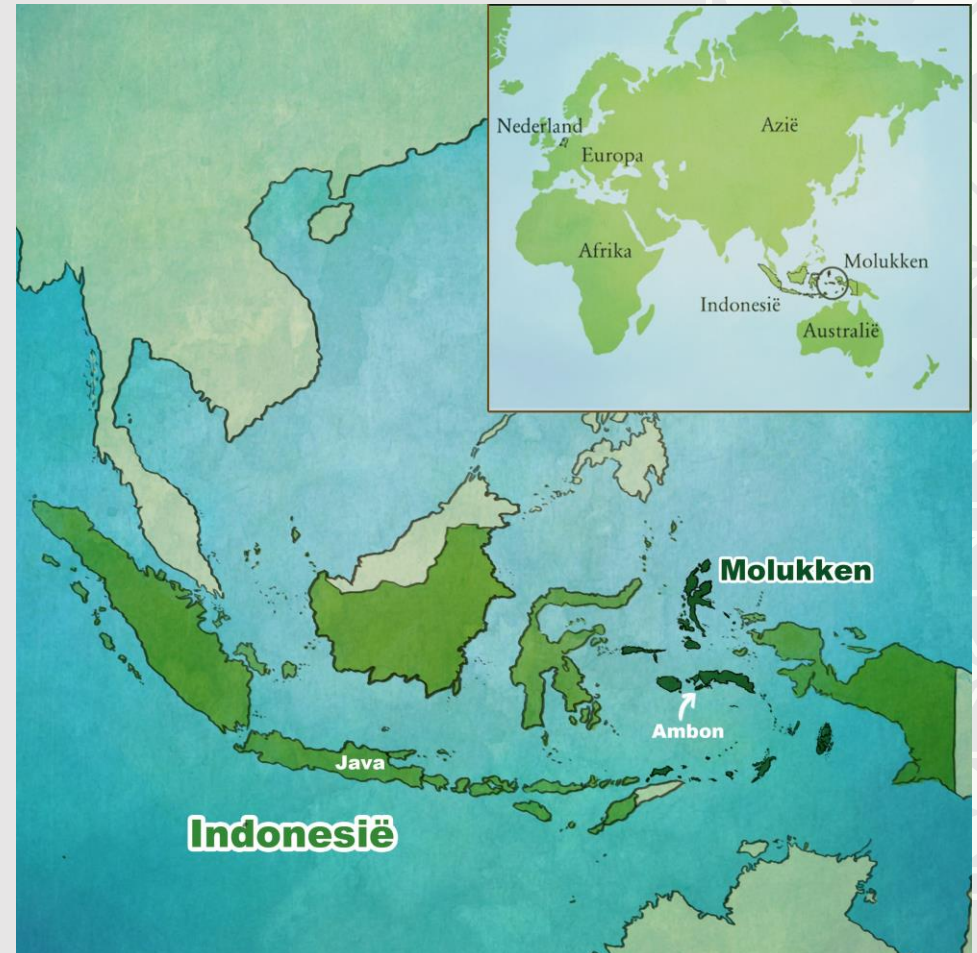 Nederland
Azië
Europa
Afrika
Molukken
Indonesië
Australië
Molukken
Ambon
Java
Indonesië